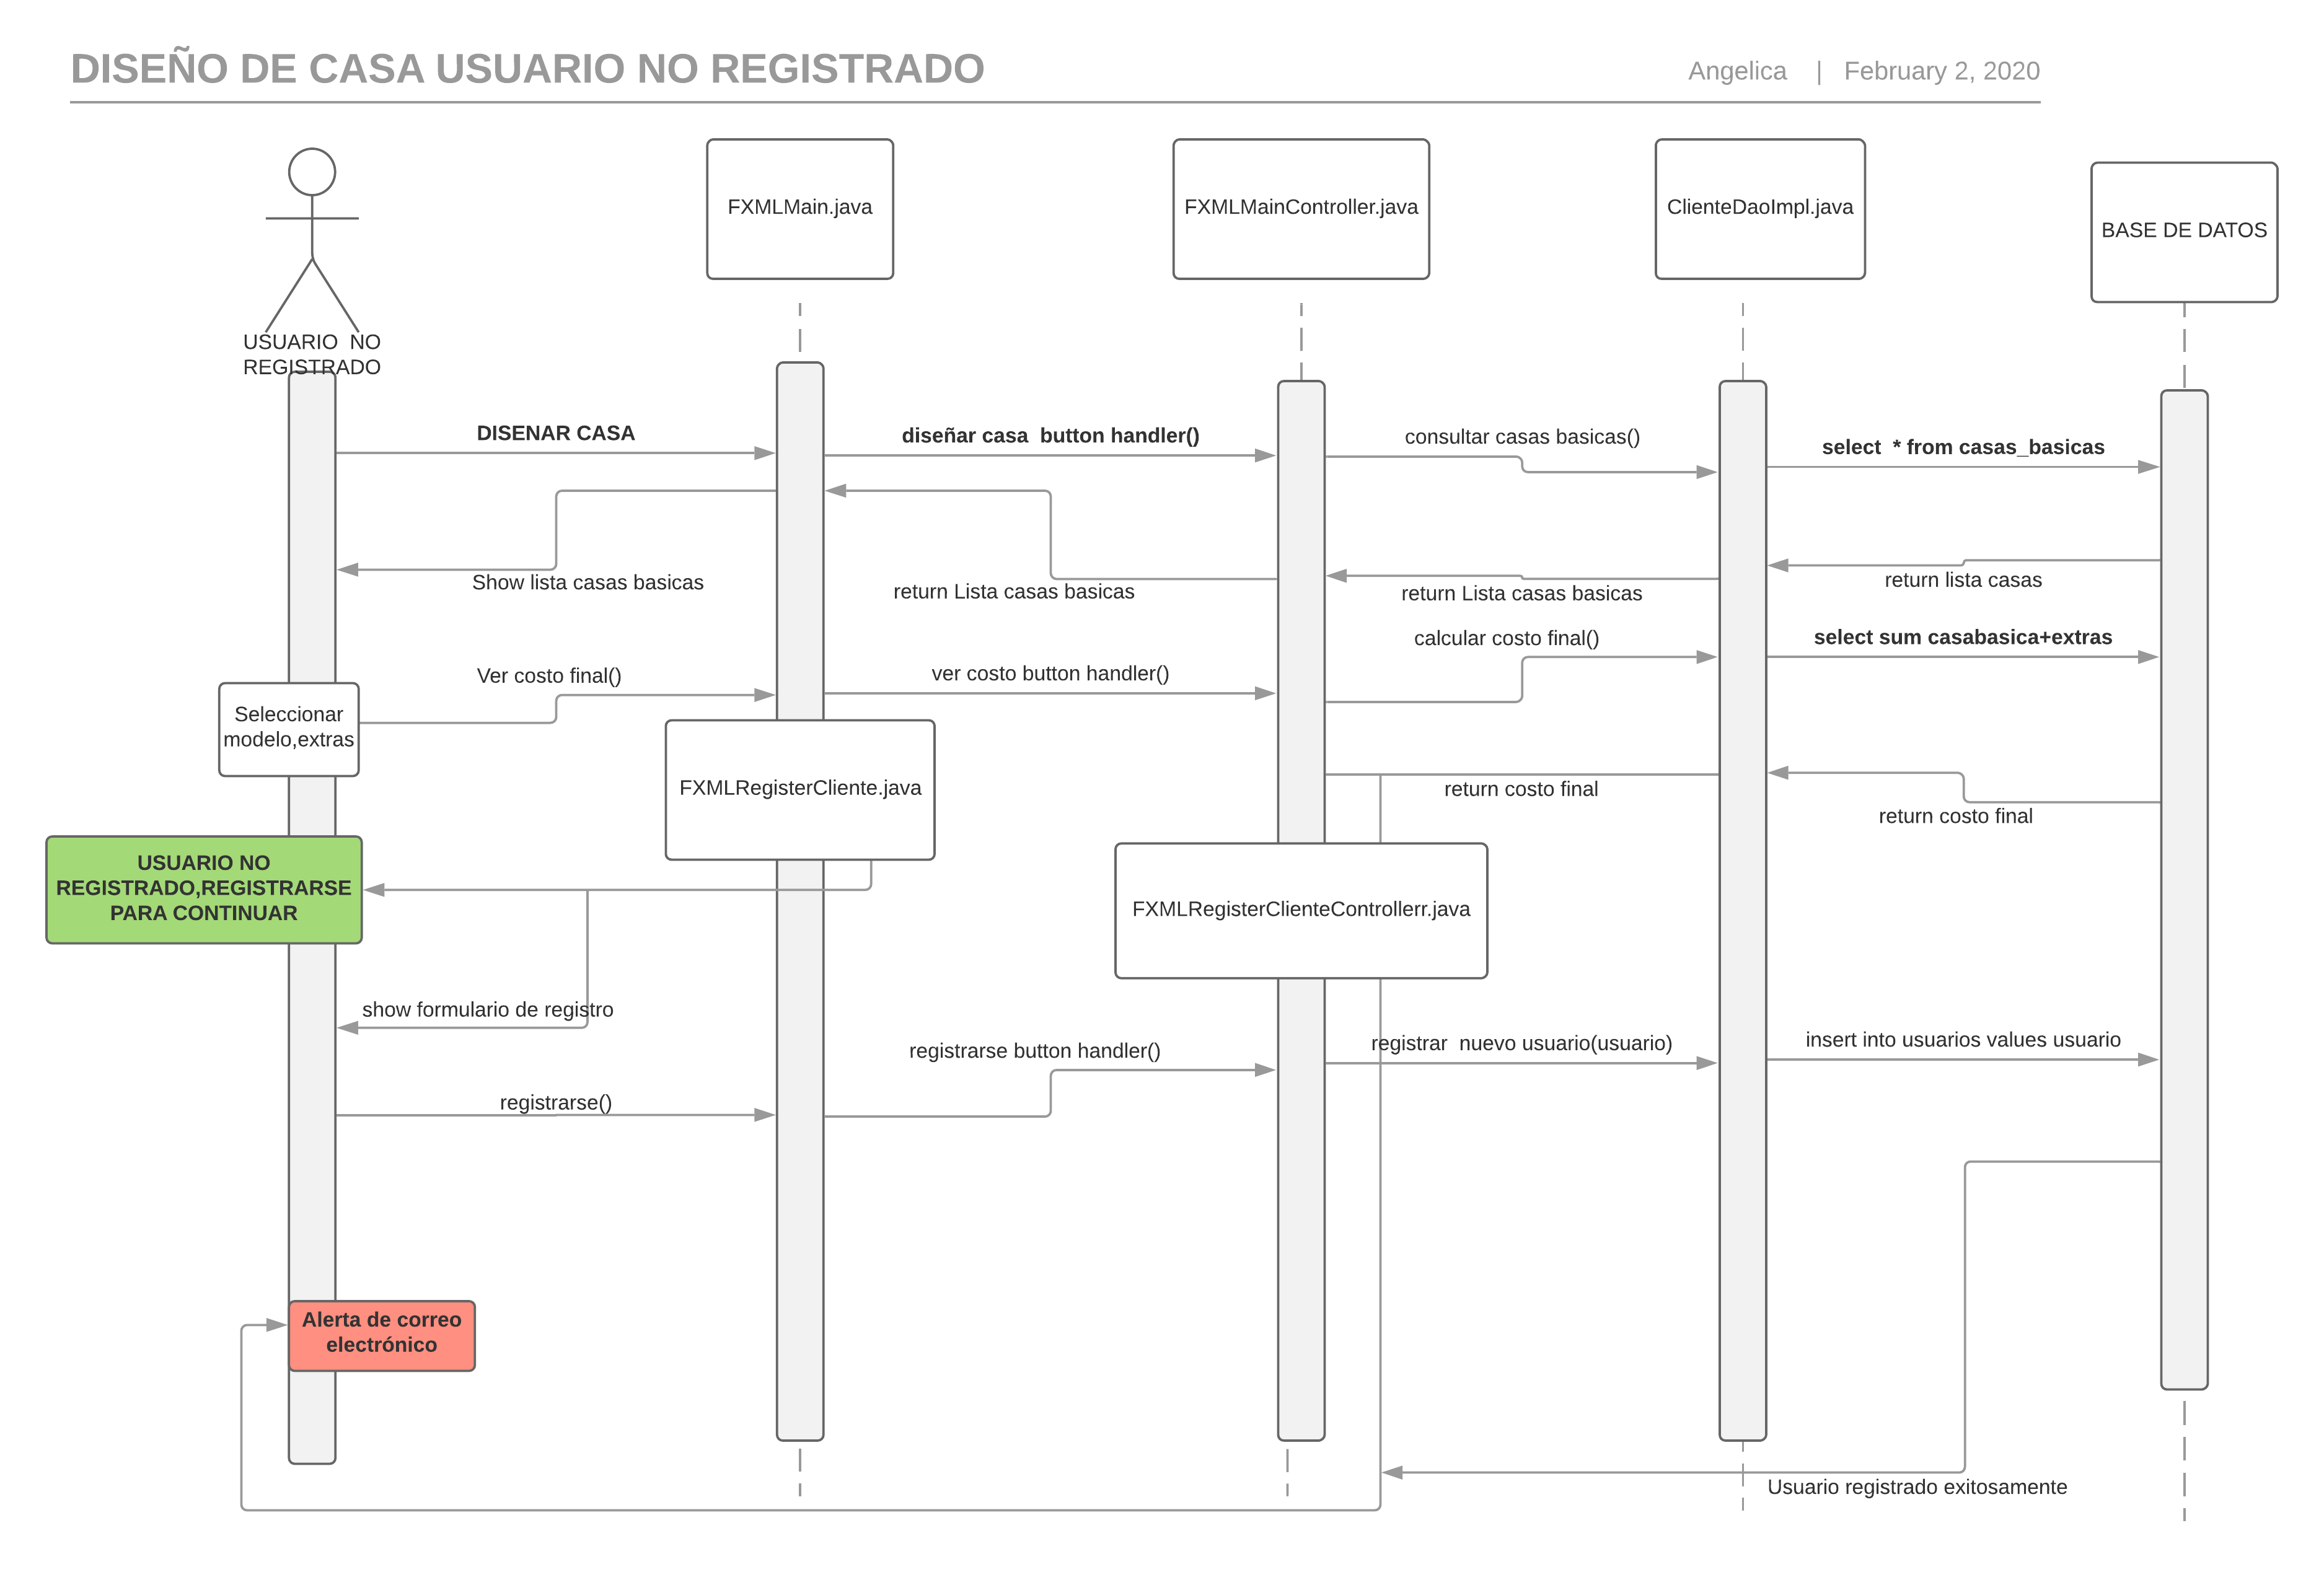 DISEÑO DE CASA USUARIO NO REGISTRADO
Angelica | February 2, 2020
FXMLMain.java
FXMLMainController.java
ClienteDaoImpl.java
BASE DE DATOS
USUARIO NO
REGISTRADO
DISENAR CASA
diseñar casa button handler()
consultar casas basicas()
select * from casas_basicas
Show lista casas basicas
return Lista casas basicas
return Lista casas basicas
return lista casas
calcular costo final()
select sum casabasica+extras
Ver costo final()
ver costo button handler()
Seleccionar
modelo,extras
FXMLRegisterCliente.java
return costo final
return costo final
USUARIO NO
REGISTRADO,REGISTRARSE
PARA CONTINUAR
FXMLRegisterClienteControllerr.java
show formulario de registro
registrarse button handler()
registrar nuevo usuario(usuario)
insert into usuarios values usuario
registrarse()
Alerta de correo
electrónico
Usuario registrado exitosamente